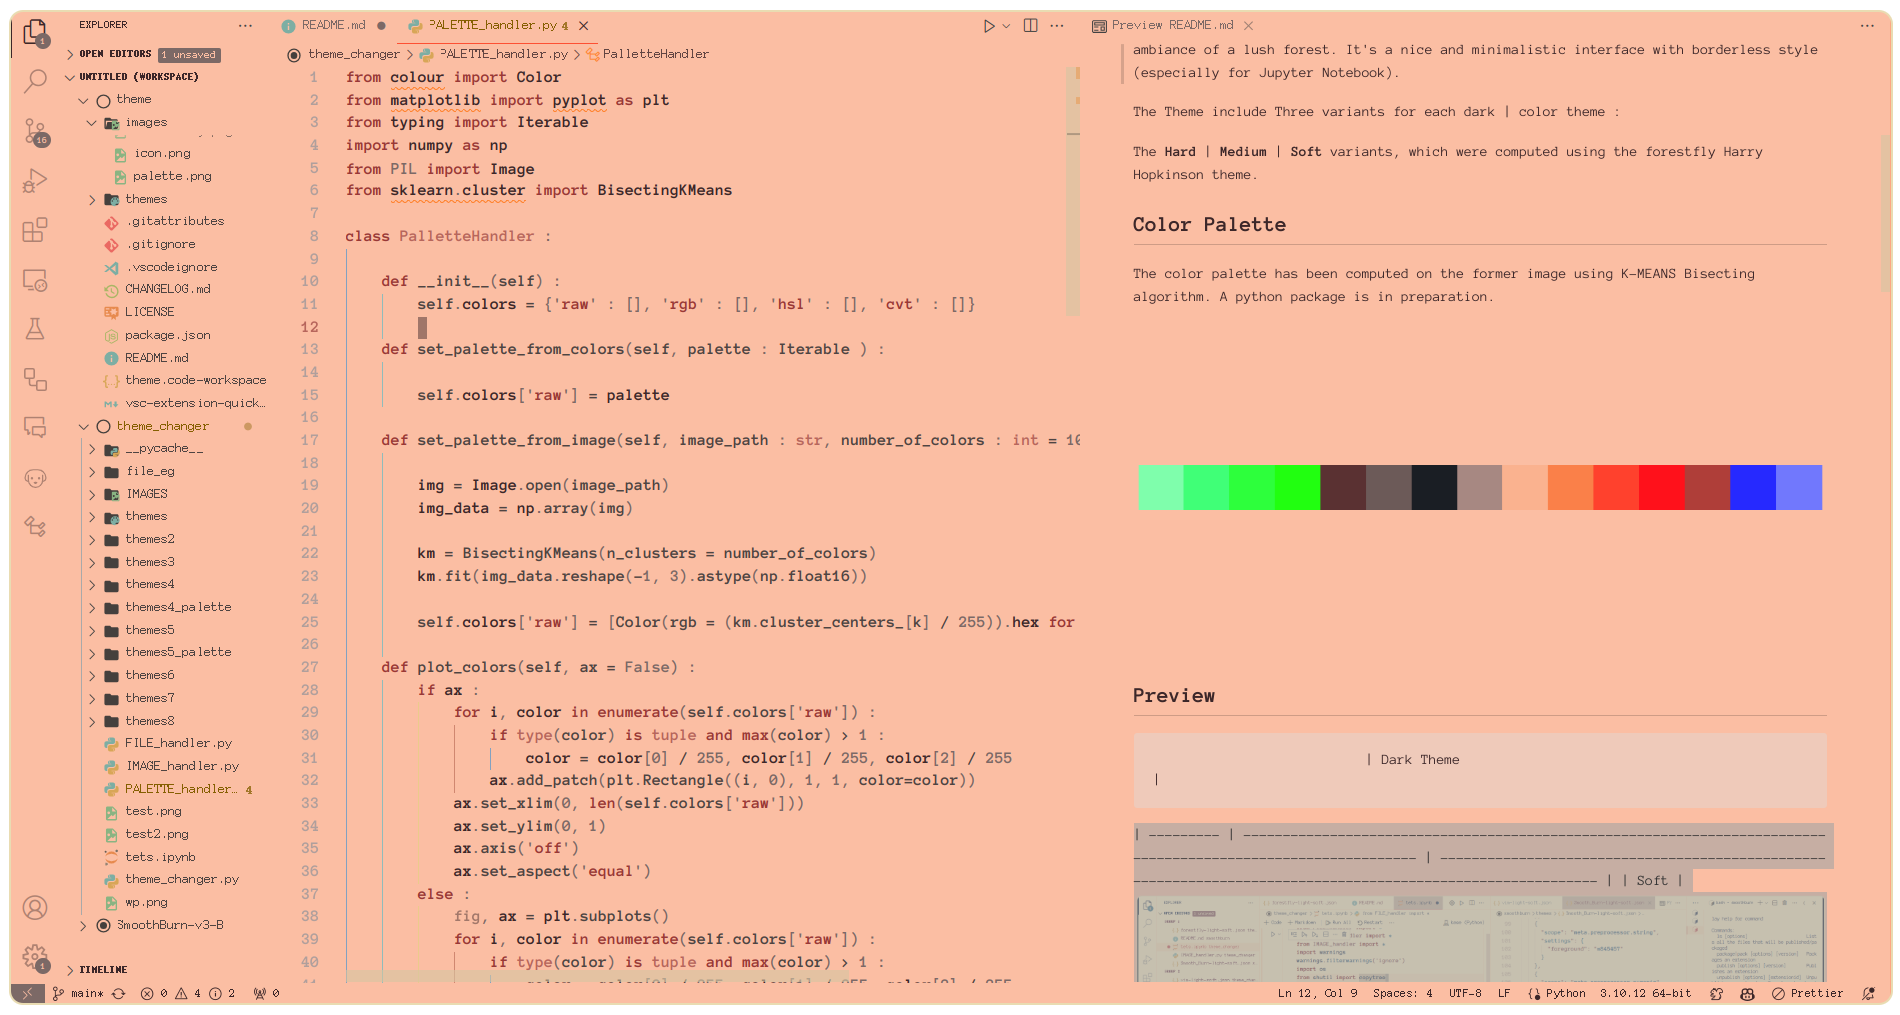 EXPLORER
OPEN EDITORS 1 unsaved
UNTITLED (WORKSPACE)
theme
images
icon.png
palette.png
themes
.gitattributes
.gitignore
.vscodeignore
CHANGELOG.md
LICENSE
package.json
README.md
theme.code-workspace
vsc-extension-quick…
theme_changer
__pycache__
file_eg
IMAGES
themes
themes2
themes3
themes4
themes4_palette
themes5
themes5_palette
themes6
themes7
themes8
FILE_handler.py
IMAGE_handler.py
PALETTE_handler… 4
test.png
test2.png
tets.ipynb
theme_changer.py
wp.png
SmoothBurn-v3-B
TIMELINE
1
16
1
README.md
PALETTE_handler.py 4
theme_changer > PALETTE_handler.py > PalletteHandler
1 from colour import Color
2 from matplotlib import pyplot as plt
3 from typing import Iterable
4 import numpy as np
5 from PIL import Image
6 from sklearn.cluster import BisectingKMeans
7
8 class PalletteHandler :
9
10 def __init__(self) :
11 self.colors = {'raw' : [], 'rgb' : [], 'hsl' : [], 'cvt' : []}
12
13 def set_palette_from_colors(self, palette : Iterable ) :
14
15 self.colors['raw'] = palette
16
17 def set_palette_from_image(self, image_path : str, number_of_colors : int = 10
18
19 img = Image.open(image_path)
20 img_data = np.array(img)
21
22 km = BisectingKMeans(n_clusters = number_of_colors)
23 km.fit(img_data.reshape(-1, 3).astype(np.float16))
24
25 self.colors['raw'] = [Color(rgb = (km.cluster_centers_[k] / 255)).hex for
26
27 def plot_colors(self, ax = False) :
28 if ax :
29 for i, color in enumerate(self.colors['raw']) :
30 if type(color) is tuple and max(color) > 1 :
31 color = color[0] / 255, color[1] / 255, color[2] / 255
32 ax.add_patch(plt.Rectangle((i, 0), 1, 1, color=color))
33 ax.set_xlim(0, len(self.colors['raw']))
34 ax.set_ylim(0, 1)
35 ax.axis('off')
36 ax.set_aspect('equal')
37 else :
38 fig, ax = plt.subplots()
39 for i, color in enumerate(self.colors['raw']) :
40 if type(color) is tuple and max(color) > 1 :
Preview README.md
ambiance of a lush forest. It's a nice and minimalistic interface with borderless style
(especially for Jupyter Notebook).
The Theme include Three variants for each dark | color theme :
The Hard | Medium | Soft variants, which were computed using the forestfly Harry
Hopkinson theme.
Color Palette
The color palette has been computed on the former image using K-MEANS Bisecting
algorithm. A python package is in preparation.
Preview
| Dark Theme
|
| | Soft |
main* 0 4 2 0
Ln 12, Col 9 Spaces: 4 UTF-8 LF Python 3.10.12 64-bit Prettier